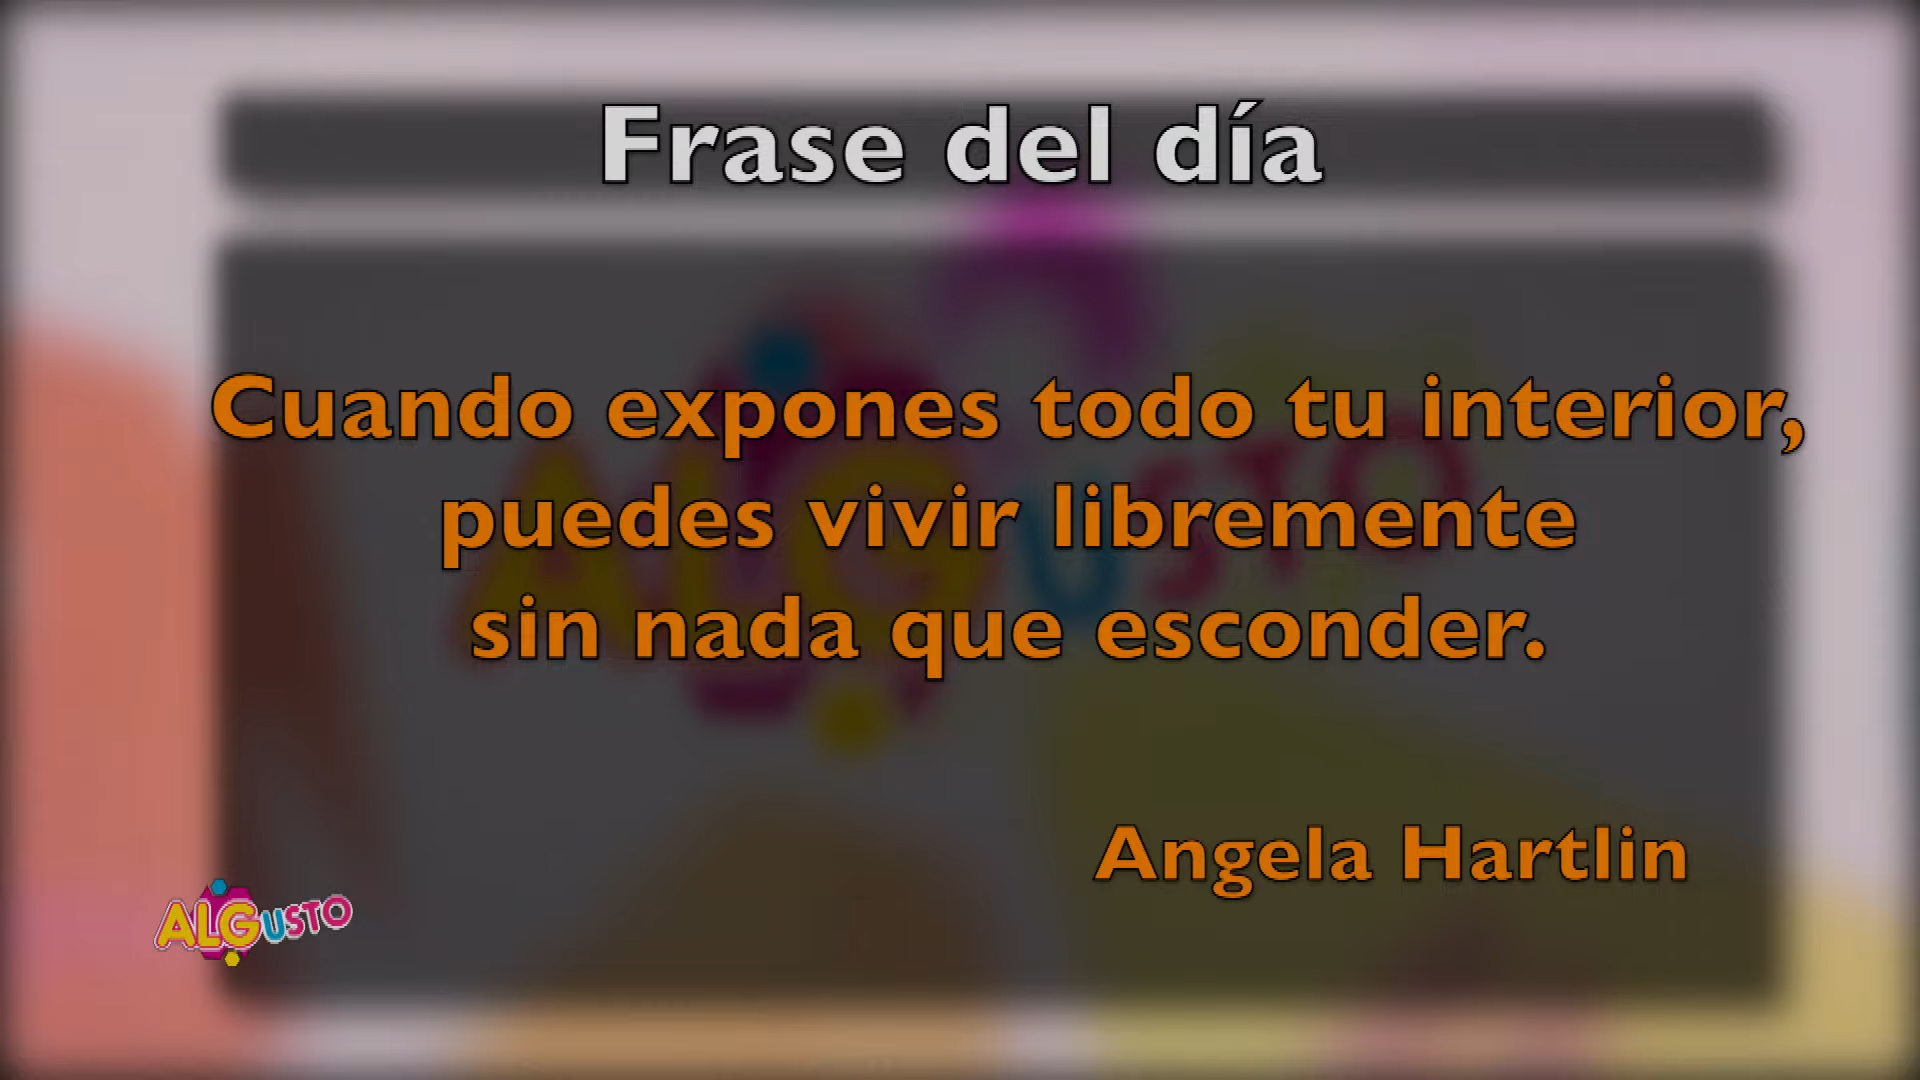 Frase del día
Cuando expones todo tu interior,
puedes vivir libremente
sin nada que esconder.
Angela Hartlin
ALGUSTO